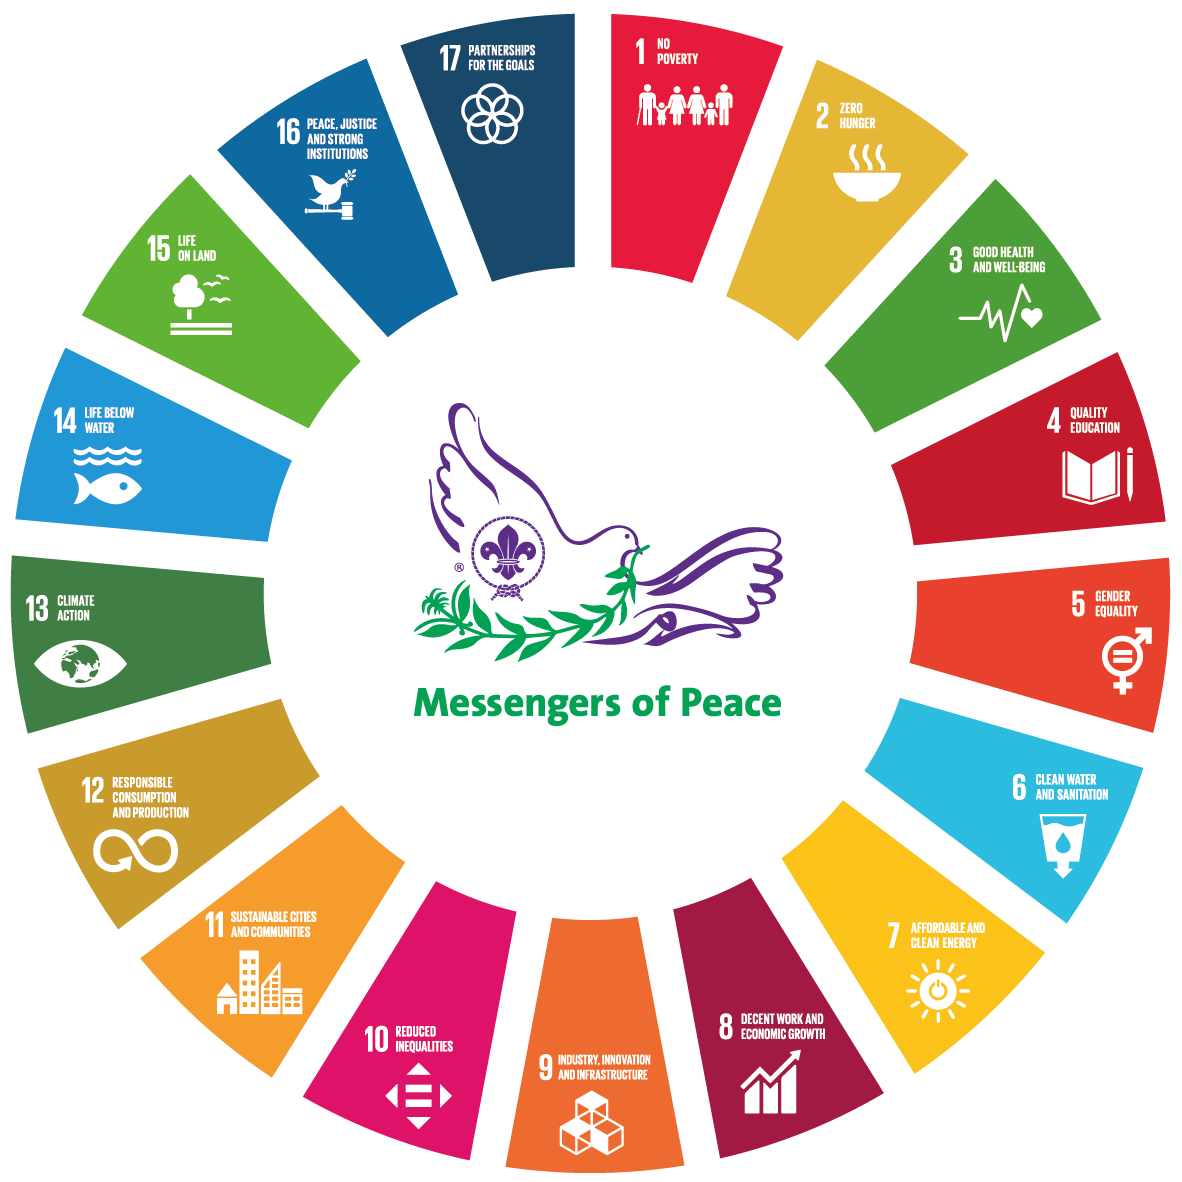 1 NO
POVERTY
2 ZERO
HUNGER
3 GOOD HEALTH
AND WELL-BEING
4 QUALITY
EDUCATION
5 GENDER
EQUALITY
6 CLEAN WATER
AND SANITATION
7 AFFORDABLE AND
CLEAN ENERGY
8 DECENT WORK AND
ECONOMIC GROWTH
9 INDUSTRY, INNOVATION
AND INFRASTRUCTURE
10 REDUCED
INEQUALITIES
11 SUSTAINABLE CITIES
AND COMMUNITIES
12 RESPONSIBLE
CONSUMPTION
AND PRODUCTION
13 CLIMATE
ACTION
14 LIFE BELOW
WATER
15 LIFE
ON LAND
16 PEACE, JUSTICE
AND STRONG
INSTITUTIONS
17 PARTNERSHIPS
FOR THE GOALS
®
Messengers of Peace